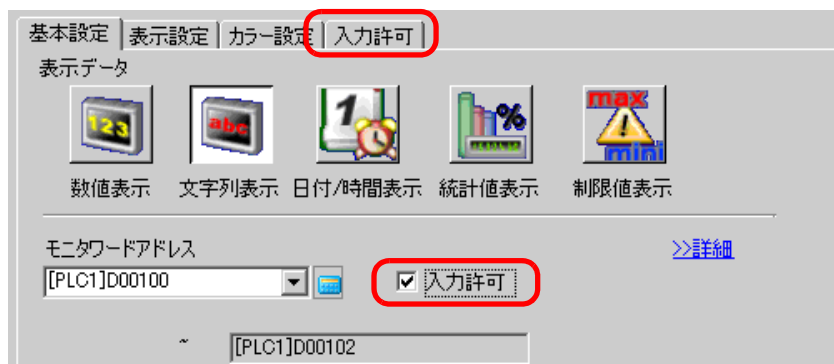 基本設定 表示設定 カラー設定 入力許可
表示データ
123 abc 1 % max mini
数値表示 文字列表示 日付/時間表示 統計値表示 制限値表示
モニタワードアドレス >>詳細
[PLC1]D00100 入力許可
~ [PLC1]D00102